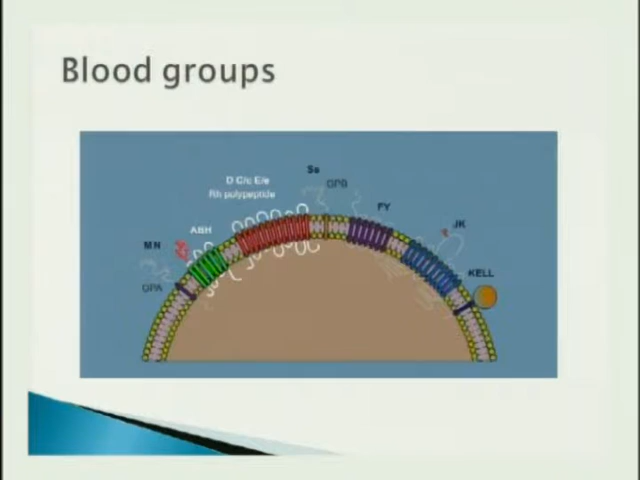 Blood groups
D C/c E/e
Rh polypeptide
Ss
GPB
FY
ABH
JK
MN
KELL
GPA